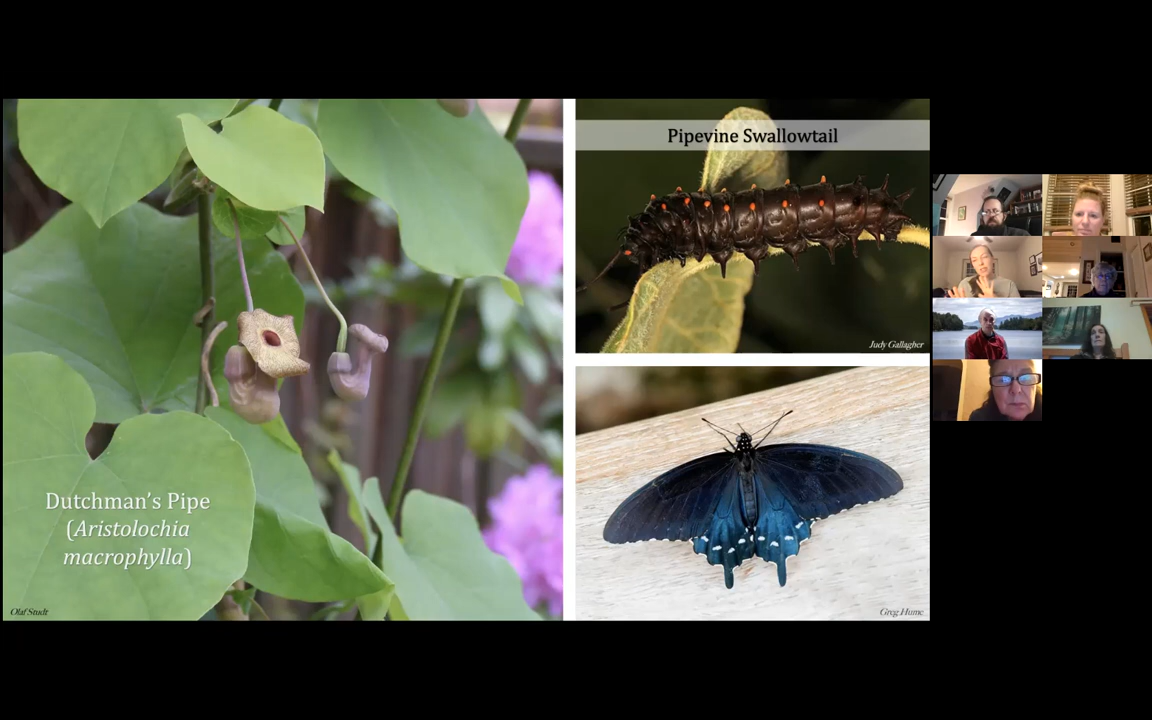 Dutchman’s Pipe
(Aristolochia
macrophylla)
Olaf Studt
Pipevine Swallowtail
Judy Gallagher
Greg Hume